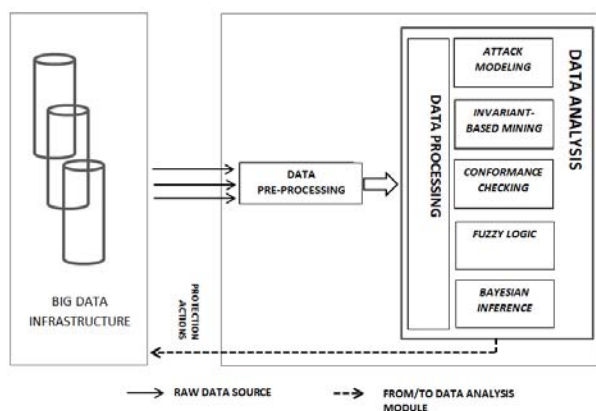 BIG DATA
INFRASTRUCTURE
DATA
PRE-PROCESSING
DATA PROCESSING
ATTACK
MODELING
INVARIANT-
BASED MINING
CONFORMANCE
CHECKING
FUZZY LOGIC
BAYESIAN
INFERENCE
DATA ANALYSIS
PROTECTION
ACTIONS
RAW DATA SOURCE
FROM/TO DATA ANALYSIS
MODULE